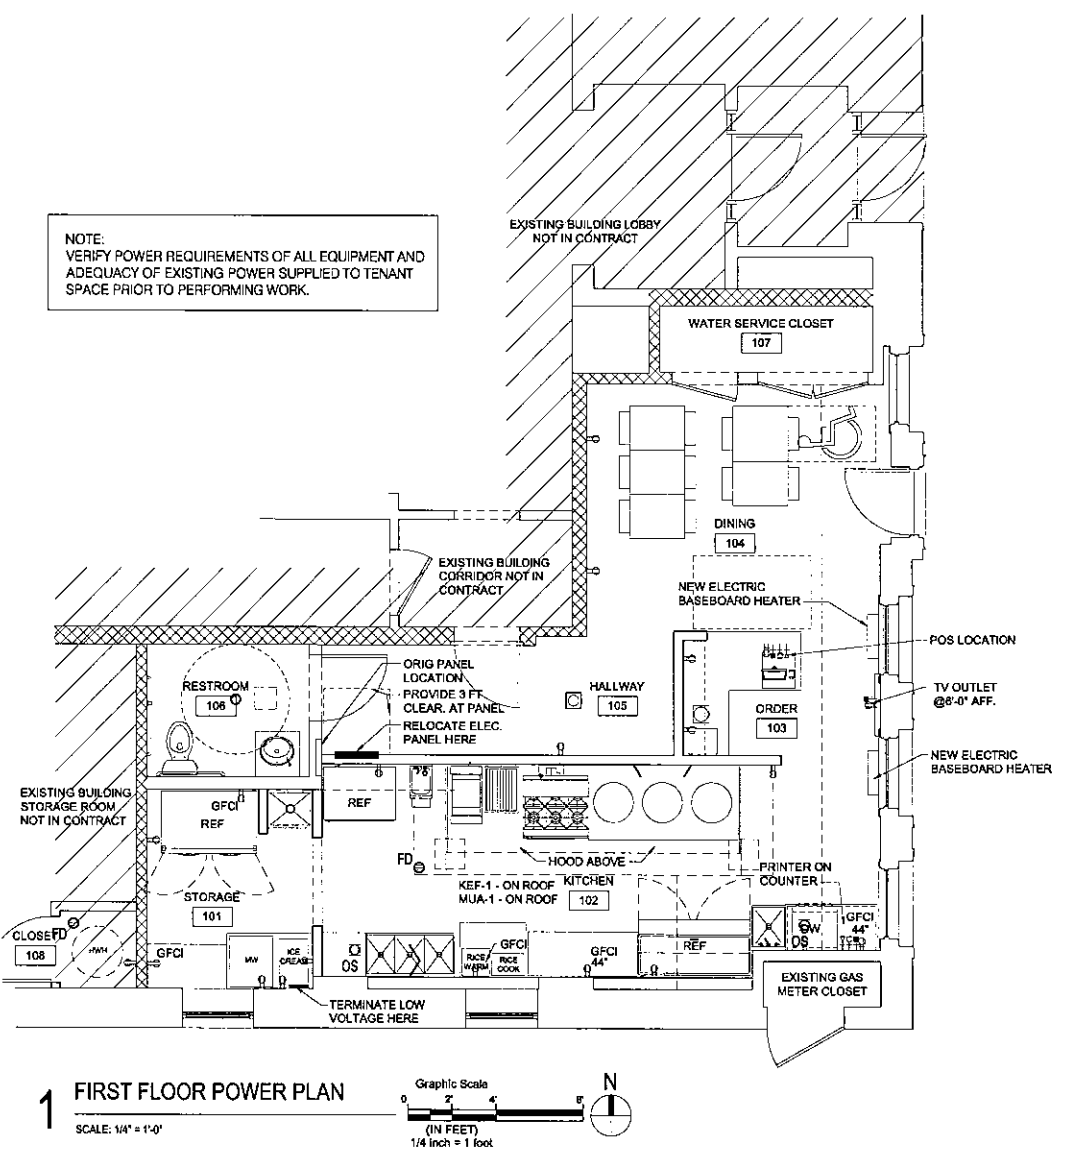 EXISTING BUILDING LOBBY
NOT IN CONTRACT
NOTE:
VERIFY POWER REQUIREMENTS OF ALL EQUIPMENT AND
ADEQUACY OF EXISTING POWER SUPPLIED TO TENANT
SPACE PRIOR TO PERFORMING WORK.
WATER SERVICE CLOSET
107
DINING
104
EXISTING BUILDING
CORRIDOR NOT IN
CONTRACT
NEW ELECTRIC
BASEBOARD HEATER
POS LOCATION
ORIG PANEL
LOCATION
PROVIDE 3 FT
CLEAR. AT PANEL
RELOCATE ELEC.
PANEL HERE
RESTROOM
106
HALLWAY
105
TV OUTLET
@6'-0" AFF.
ORDER
103
NEW ELECTRIC
BASEBOARD HEATER
EXISTING BUILDING
STORAGE ROOM
NOT IN CONTRACT
GFCI
REF
REF
FD
HOOD ABOVE
KEF-1 - ON ROOF
MUA-1 - ON ROOF
KITCHEN
102
PRINTER ON
COUNTER
STORAGE
101
CLOSET
108
FD
HWH
GFCI
MW
ICE
CREAM
OS
RICE
WARM
GFCI
RICE
COOK
GFCI
44"
REF
OS
GFCI
44"
EXISTING GAS
METER CLOSET
TERMINATE LOW
VOLTAGE HERE
1
FIRST FLOOR POWER PLAN
SCALE: 1/4" = 1'-0"
Graphic Scale
0 2' 4' 8'
(IN FEET)
1/4 inch = 1 foot
N